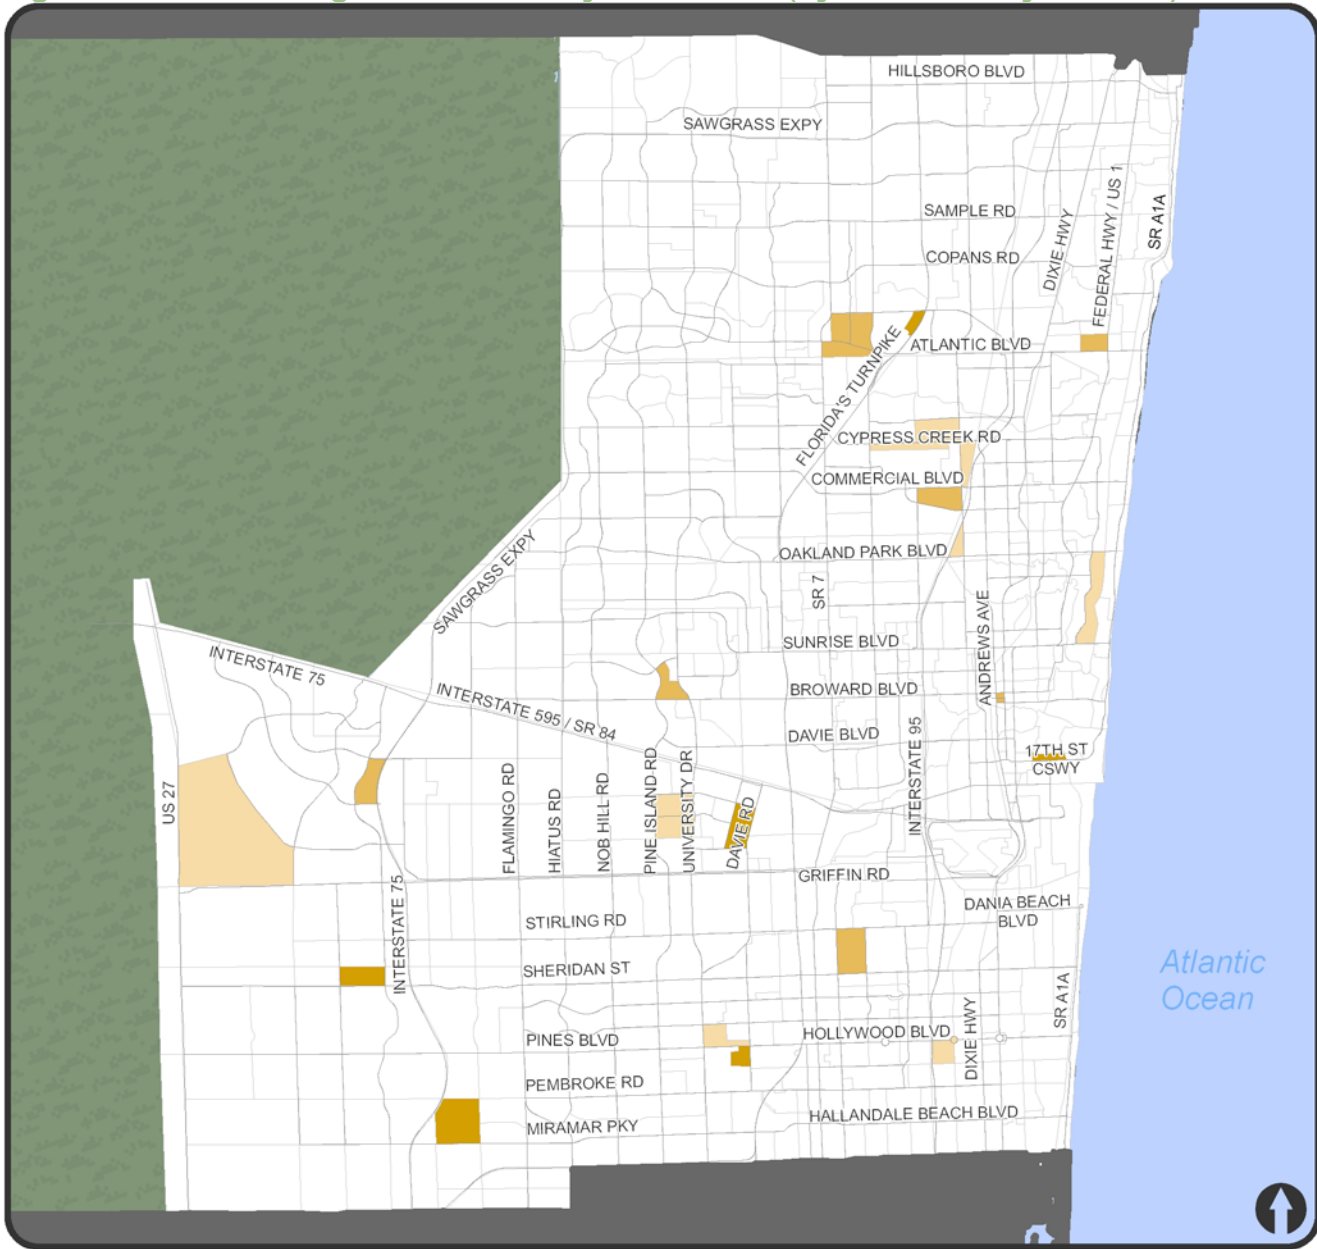 HILLSBORO BLVD
SAWGRASS EXPY
SAMPLE RD
COPANS RD
DIXIE HWY
FEDERAL HWY / US 1
SR A1A
FLORIDA'S TURNPIKE
ATLANTIC BLVD
CYPRESS CREEK RD
COMMERCIAL BLVD
OAKLAND PARK BLVD
SAWGRASS EXPY
SR 7
ANDREWS AVE
SUNRISE BLVD
INTERSTATE 75
INTERSTATE 595 / SR 84
BROWARD BLVD
DAVIE BLVD
INTERSTATE 95
17TH ST
CSWY
US 27
FLAMINGO RD
HIATUS RD
NOB HILL RD
PINE ISLAND RD
UNIVERSITY DR
DAVIE RD
GRIFFIN RD
INTERSTATE 75
STIRLING RD
DANIA BEACH
BLVD
SHERIDAN ST
Atlantic
Ocean
SR A1A
PINES BLVD
HOLLYWOOD BLVD
DIXIE HWY
PEMBROKE RD
HALLANDALE BEACH BLVD
MIRAMAR PKY